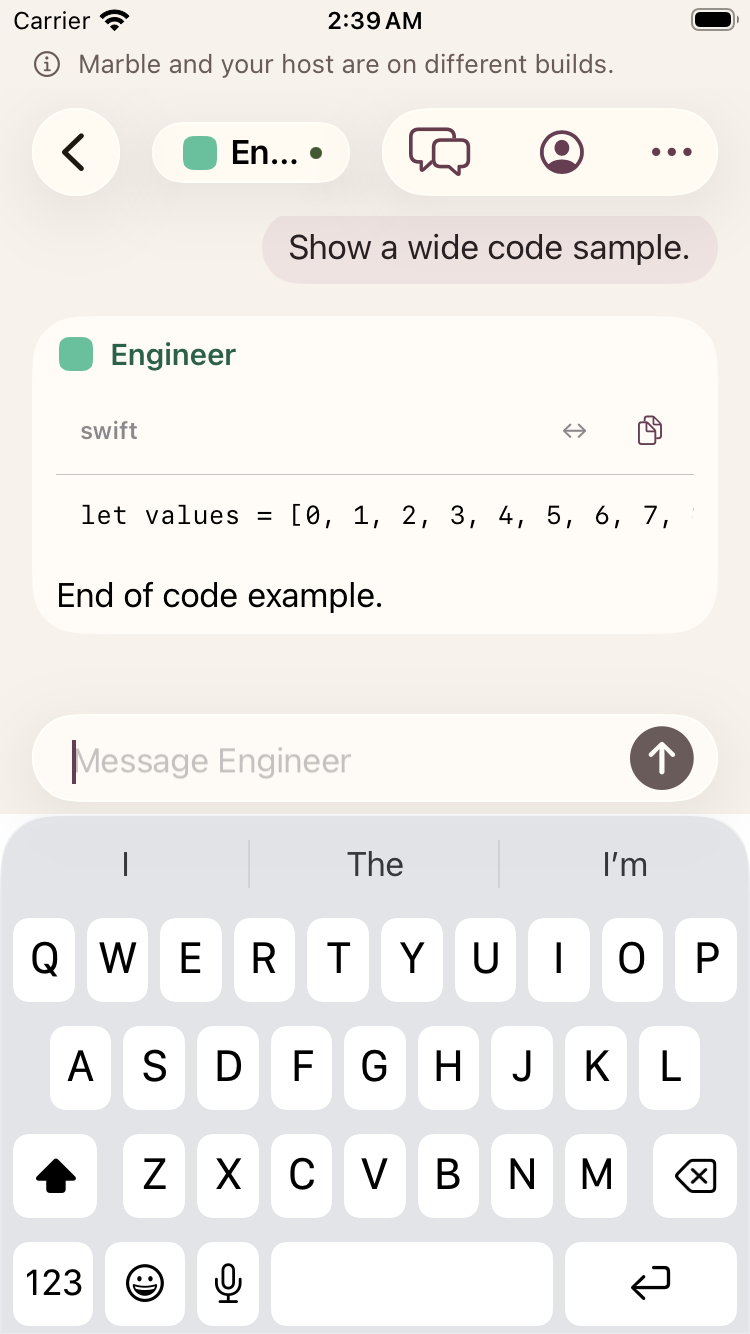 Carrier 2:39 AM
Marble and your host are on different builds.
En...
Show a wide code sample.
Engineer
swift
let values = [0, 1, 2, 3, 4, 5, 6, 7,
End of code example.
Message Engineer
I The I’m
Q W E R T Y U I O P
A S D F G H J K L
Z X C V B N M
123